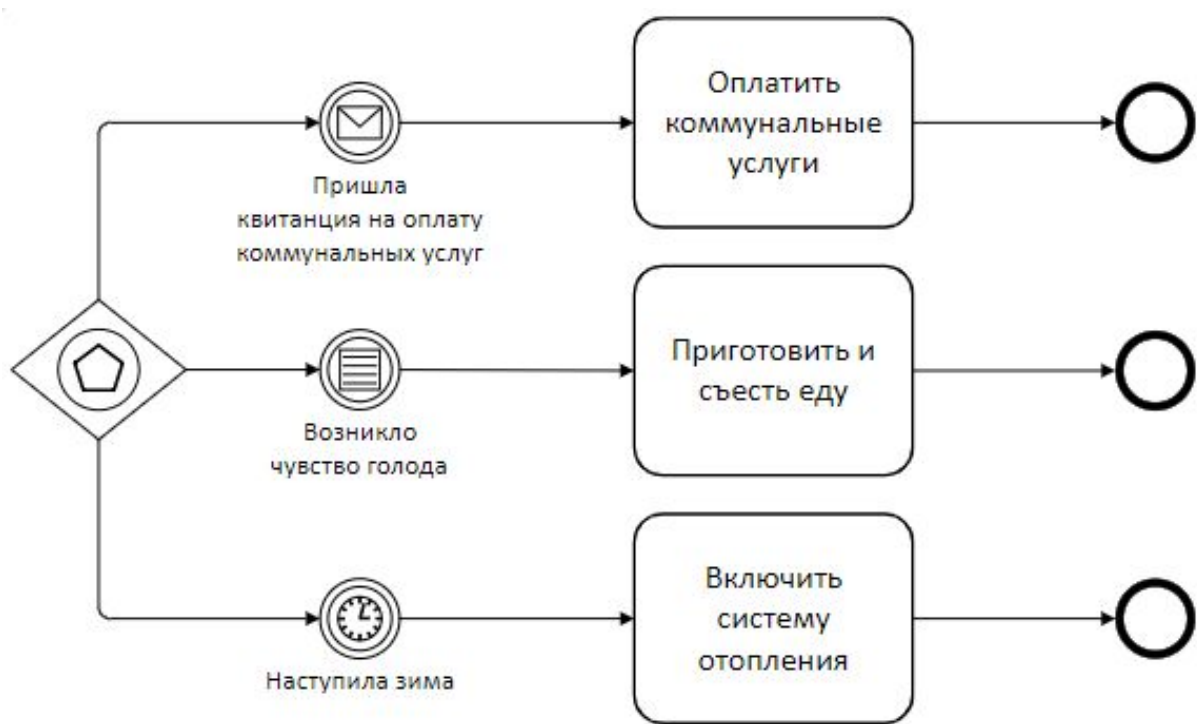 Оплатить
коммунальные
услуги
Пришла
квитанция на оплату
коммунальных услуг
Приготовить и
съесть еду
Возникло
чувство голода
Включить
систему
отопления
Наступила зима